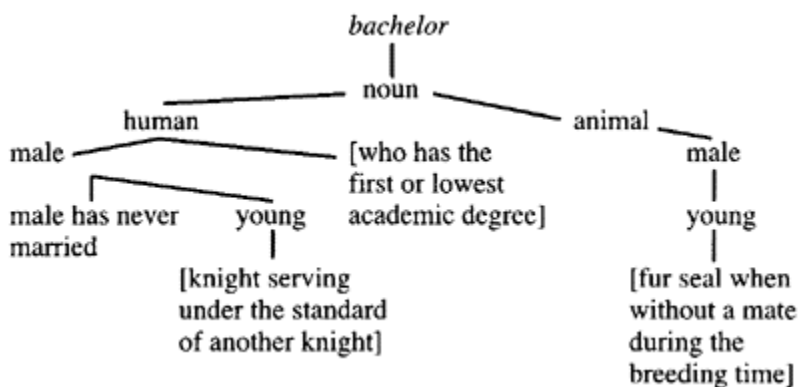 bachelor
noun
human
animal
male
[who has the
first or lowest
academic degree]
male
male has never
married
young
young
[knight serving
under the standard
of another knight]
[fur seal when
without a mate
during the
breeding time]